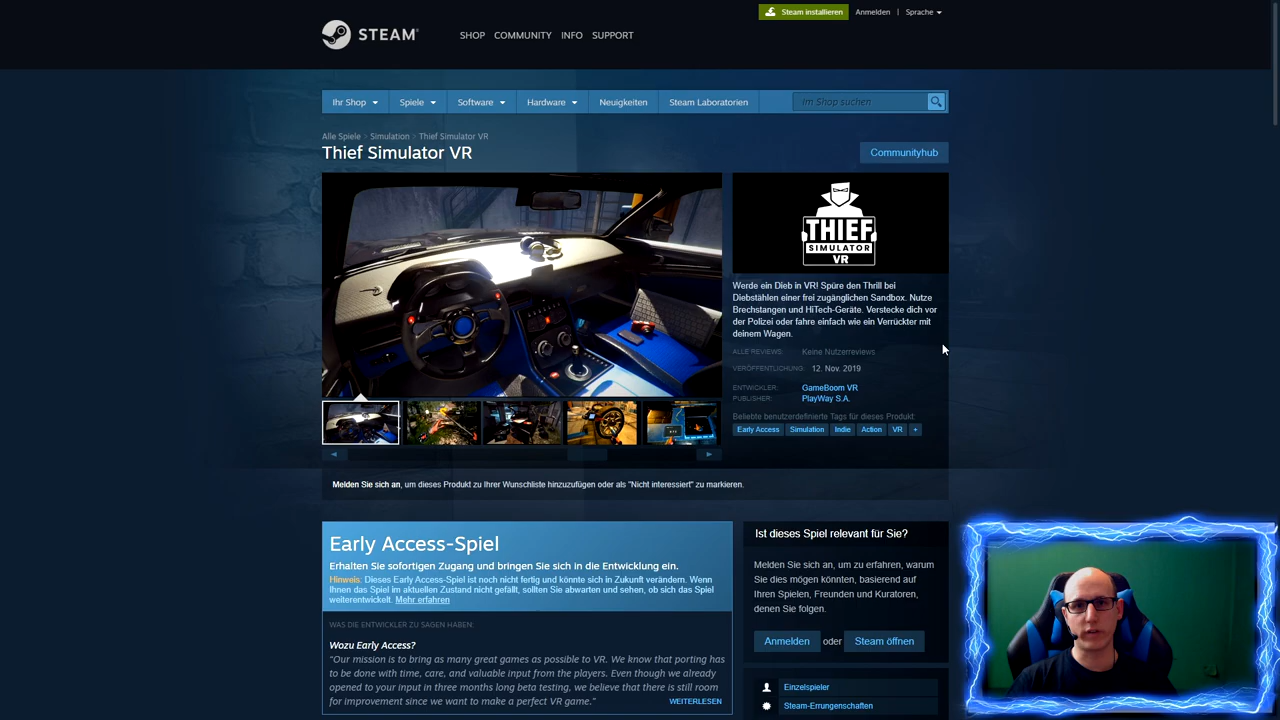 Steam installieren
Anmelden
|
Sprache
STEAM®
SHOP
COMMUNITY
INFO
SUPPORT
Ihr Shop
Spiele
Software
Hardware
Neuigkeiten
Steam Laboratorien
Im Shop suchen
Alle Spiele > Simulation > Thief Simulator VR
Thief Simulator VR
Communityhub
THIEF
SIMULATOR
VR
Werde ein Dieb in VR! Spüre den Thrill bei
Diebstählen einer frei zugänglichen Sandbox. Nutze
Brechstangen und HiTech-Geräte. Verstecke dich vor
der Polizei oder fahre einfach wie ein Verrückter mit
deinem Wagen.
ALLE REVIEWS: Keine Nutzerreviews
VERÖFFENTLICHUNG: 12. Nov. 2019
ENTWICKLER: GameBoom VR
PUBLISHER: PlayWay S.A.
Beliebte benutzerdefinierte Tags für dieses Produkt:
Early Access
Simulation
Indie
Action
VR
+
Melden Sie sich an, um dieses Produkt zu Ihrer Wunschliste hinzuzufügen oder als "Nicht interessiert" zu markieren.
Early Access-Spiel
Erhalten Sie sofortigen Zugang und bringen Sie sich in die Entwicklung ein.
Hinweis: Dieses Early Access-Spiel ist noch nicht fertig und könnte sich in Zukunft verändern. Wenn
Ihnen das Spiel im aktuellen Zustand nicht gefällt, sollten Sie abwarten und sehen, ob sich das Spiel
weiterentwickelt. Mehr erfahren
WAS DIE ENTWICKLER ZU SAGEN HABEN:
Wozu Early Access?
"Our mission is to bring as many great games as possible to VR. We know that porting has
to be done with time, care, and valuable input from the players. Even though we already
opened to your input in three months long beta testing, we believe that there is still room
for improvement since we want to make a perfect VR game."
WEITERLESEN
Ist dieses Spiel relevant für Sie?
Melden Sie sich an, um zu erfahren, warum
Sie dies mögen könnten, basierend auf
Ihren Spielen, Freunden und Kuratoren,
denen Sie folgen.
Anmelden oder Steam öffnen
Einzelspieler
Steam-Errungenschaften